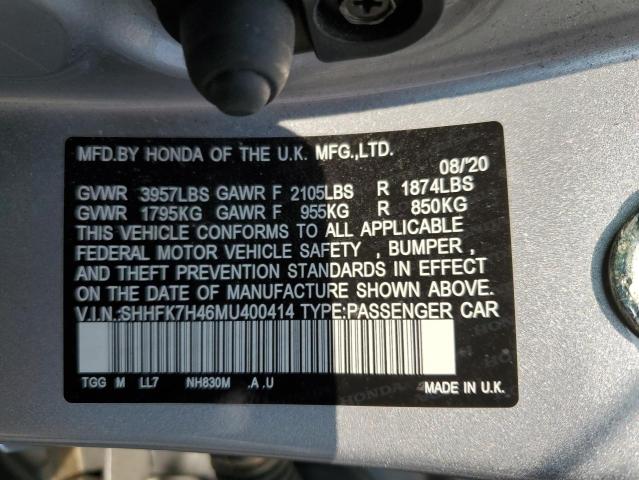 MFD.BY HONDA OF THE U.K. MFG.,LTD.
08/'20
GVWR 3957LBS GAWR F 2105LBS R 1874LBS
GVWR 1795KG GAWR F 955KG R 850KG
THIS VEHICLE CONFORMS TO ALL APPLICABLE
FEDERAL MOTOR VEHICLE SAFETY , BUMPER ,
AND THEFT PREVENTION STANDARDS IN EFFECT
ON DATE OF MANUFACTURE SHOWN ABOVE.
V.I.N.:SHHFK7H46MU400414 TYPE:PASSENGER CAR
TGG M LL7 NH830M .A .U
MADE IN U.K.